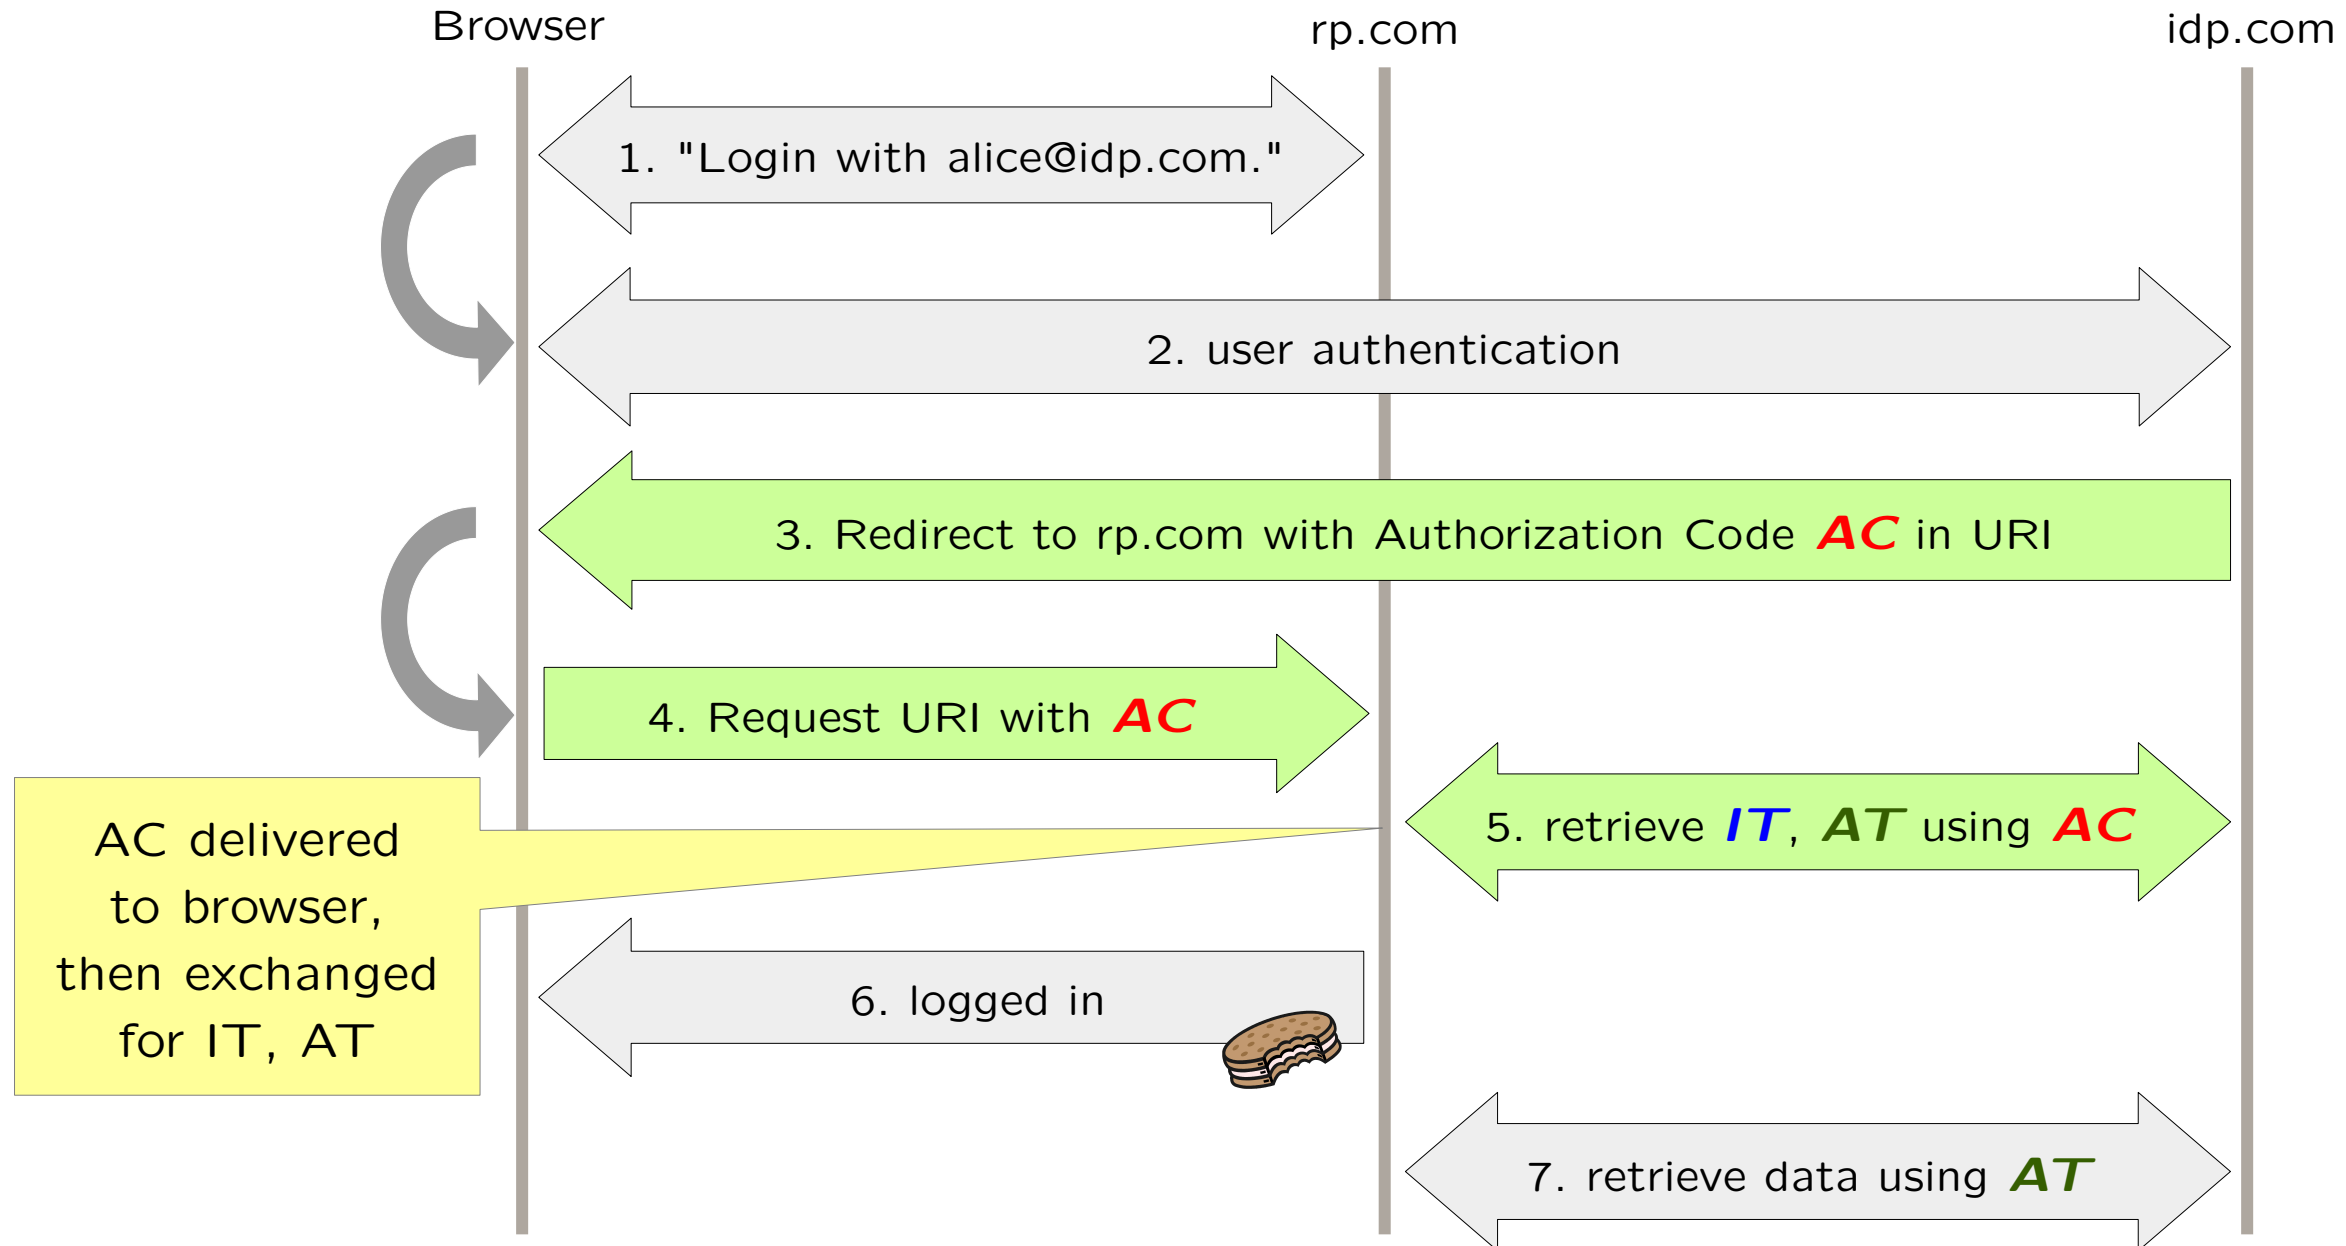 Browser
rp.com
idp.com
1. "Login with alice@idp.com."
2. user authentication
3. Redirect to rp.com with Authorization Code AC in URI
4. Request URI with AC
5. retrieve IT, AT using AC
AC delivered
to browser,
then exchanged
for IT, AT
6. logged in
7. retrieve data using AT